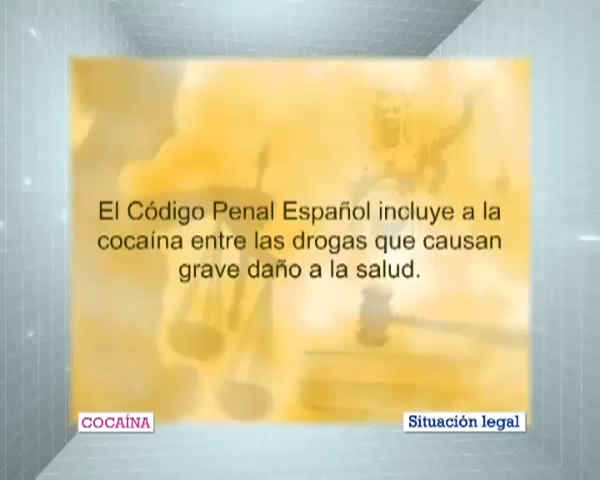 El Código Penal Español incluye a la
cocaína entre las drogas que causan
grave daño a la salud.
COCAÍNA
Situación legal